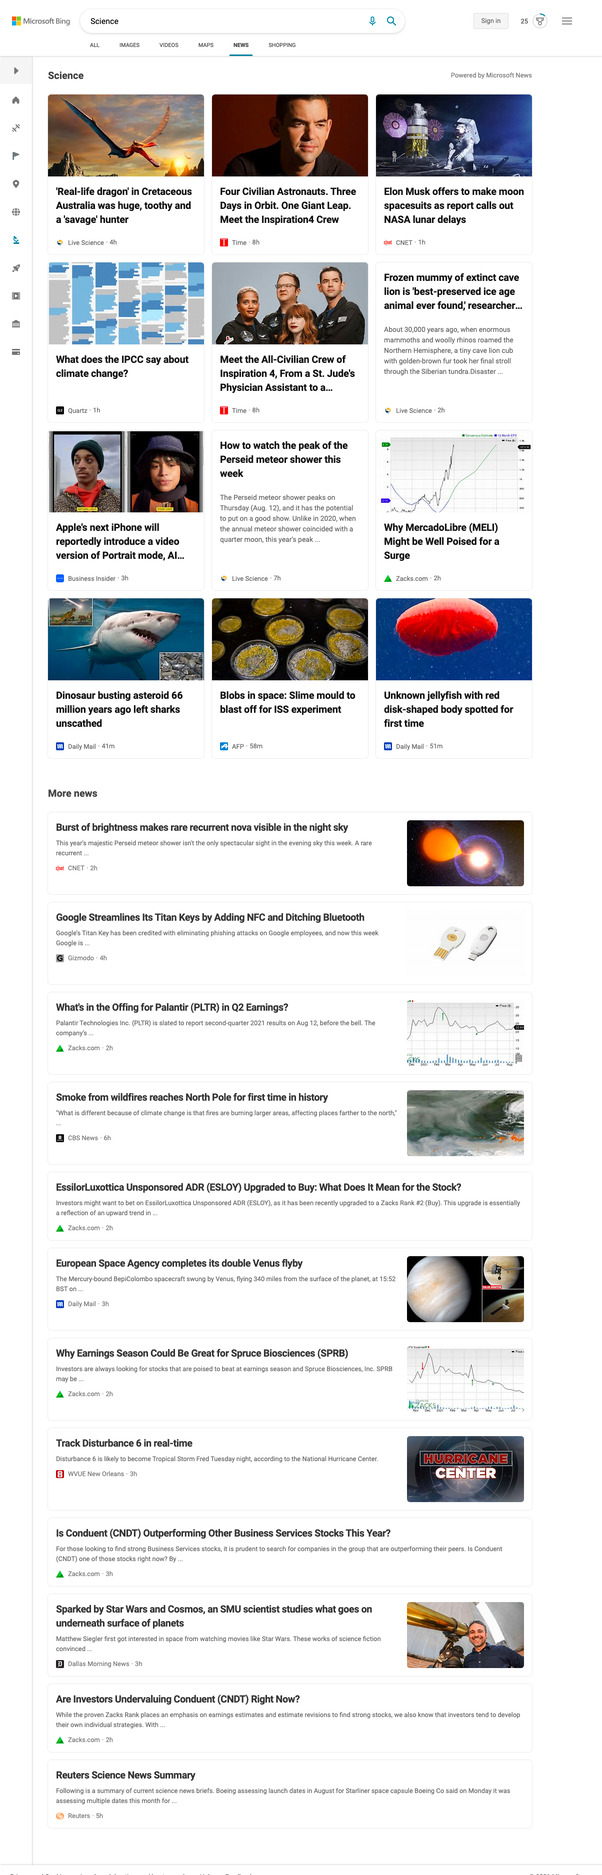 Microsoft Bing
Science
Sign in
25
ALL
IMAGES
VIDEOS
MAPS
NEWS
SHOPPING
Science
Powered by Microsoft News
'Real-life dragon' in Cretaceous
Australia was huge, toothy and
a 'savage' hunter
Live Science · 4h
Four Civilian Astronauts. Three
Days in Orbit. One Giant Leap.
Meet the Inspiration4 Crew
Time · 8h
Elon Musk offers to make moon
spacesuits as report calls out
NASA lunar delays
CNET · 1h
What does the IPCC say about
climate change?
Quartz · 1h
Meet the All-Civilian Crew of
Inspiration 4, From a St. Jude's
Physician Assistant to a...
Time · 8h
Frozen mummy of extinct cave
lion is 'best-preserved ice age
animal ever found,' researcher...
About 30,000 years ago, when enormous
mammoths and woolly rhinos roamed the
Northern Hemisphere, a tiny cave lion cub
with golden-brown fur took her final stroll
through the Siberian tundra.Disaster ...
Live Science · 2h
Apple's next iPhone will
reportedly introduce a video
version of Portrait mode, AI...
Business Insider · 3h
How to watch the peak of the
Perseid meteor shower this
week
The Perseid meteor shower peaks on
Thursday (Aug. 12), and it has the potential
to put on a good show. Unlike in 2020, when
the annual meteor shower coincided with a
quarter moon, this year's peak ...
Live Science · 7h
Why MercadoLibre (MELI)
Might be Well Poised for a
Surge
Zacks.com · 2h
Dinosaur busting asteroid 66
million years ago left sharks
unscathed
Daily Mail · 41m
Blobs in space: Slime mould to
blast off for ISS experiment
AFP · 58m
Unknown jellyfish with red
disk-shaped body spotted for
first time
Daily Mail · 51m
More news
Burst of brightness makes rare recurrent nova visible in the night sky
This year's majestic Perseid meteor shower isn't the only spectacular sight in the evening sky this week. A rare
recurrent ...
CNET · 2h
Google Streamlines Its Titan Keys by Adding NFC and Ditching Bluetooth
Google's Titan Key has been credited with eliminating phishing attacks on Google employees, and now this week
Google is ...
Gizmodo · 4h
What's in the Offing for Palantir (PLTR) in Q2 Earnings?
Palantir Technologies Inc. (PLTR) is slated to report second-quarter 2021 results on Aug 12, before the bell. The
company's ...
Zacks.com · 2h
Smoke from wildfires reaches North Pole for first time in history
"What is different because of climate change is that fires are burning larger areas, affecting places farther to the north,"
...
CBS News · 6h
EssilorLuxottica Unsponsored ADR (ESLOY) Upgraded to Buy: What Does It Mean for the Stock?
Investors might want to bet on EssilorLuxottica Unsponsored ADR (ESLOY), as it has been recently upgraded to a Zacks Rank #2 (Buy). This upgrade is essentially
a reflection of an upward trend in ...
Zacks.com · 2h
European Space Agency completes its double Venus flyby
The Mercury-bound BepiColombo spacecraft swung by Venus, flying 340 miles from the surface of the planet, at 15:52
BST on ...
Daily Mail · 3h
Why Earnings Season Could Be Great for Spruce Biosciences (SPRB)
Investors are always looking for stocks that are poised to beat at earnings season and Spruce Biosciences, Inc. SPRB
may be ...
Zacks.com · 2h
ZACKS
Track Disturbance 6 in real-time
Disturbance 6 is likely to become Tropical Storm Fred Tuesday night, according to the National Hurricane Center.
WVUE New Orleans · 3h
HURRICANE
CENTER
Is Conduent (CNDT) Outperforming Other Business Services Stocks This Year?
For those looking to find strong Business Services stocks, it is prudent to search for companies in the group that are outperforming their peers. Is Conduent
(CNDT) one of those stocks right now? By ...
Zacks.com · 3h
Sparked by Star Wars and Cosmos, an SMU scientist studies what goes on
underneath surface of planets
Matthew Siegler first got interested in space from watching movies like Star Wars. These works of science fiction
convinced ...
Dallas Morning News · 3h
Are Investors Undervaluing Conduent (CNDT) Right Now?
While the proven Zacks Rank places an emphasis on earnings estimates and estimate revisions to find strong stocks, we also know that investors tend to develop
their own individual strategies. With ...
Zacks.com · 2h
Reuters Science News Summary
Following is a summary of current science news briefs. Boeing assessing launch dates in August for Starliner space capsule Boeing Co said on Monday it was
assessing multiple dates this month for ...
Reuters · 5h